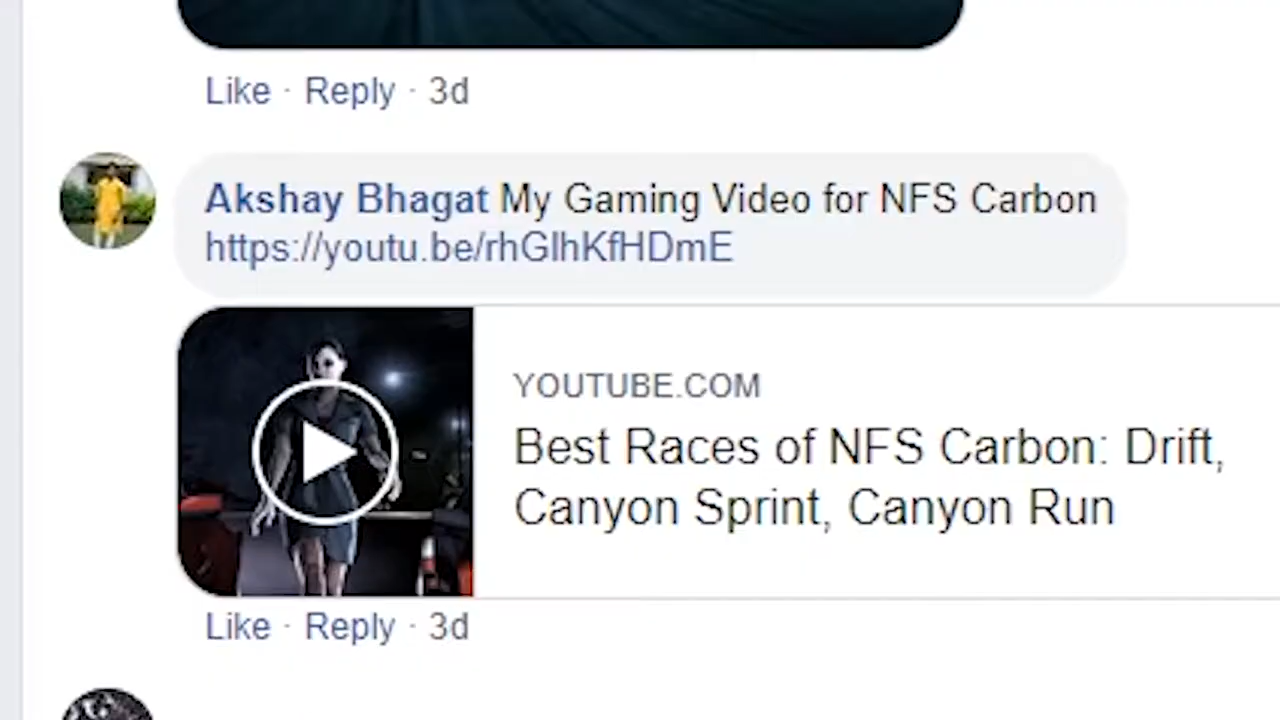 Like · Reply · 3d
Akshay Bhagat My Gaming Video for NFS Carbon
https://youtu.be/rhGlhKfHDmE
YOUTUBE.COM
Best Races of NFS Carbon: Drift,
Canyon Sprint, Canyon Run
Like · Reply · 3d